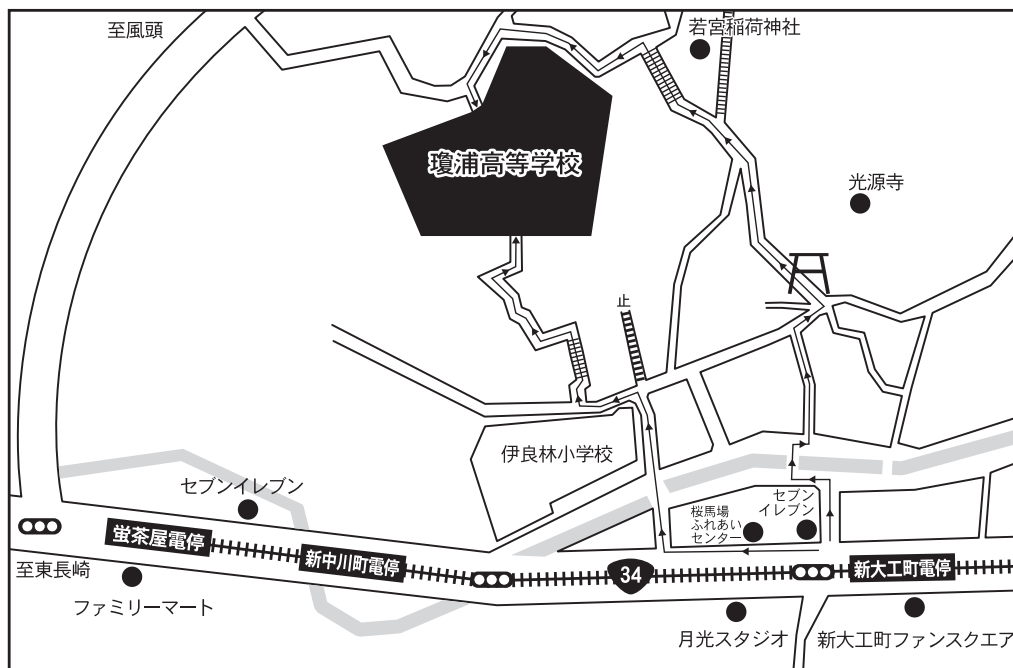 至風頭
若宮稲荷神社
瓊浦高等学校
光源寺
止
伊良林小学校
セブンイレブン
桜馬場
ふれあい
センター
セブン
イレブン
蛍茶屋電停
新中川町電停
34
新大工町電停
至東長崎
ファミリーマート
月光スタジオ
新大工町ファンスクエア